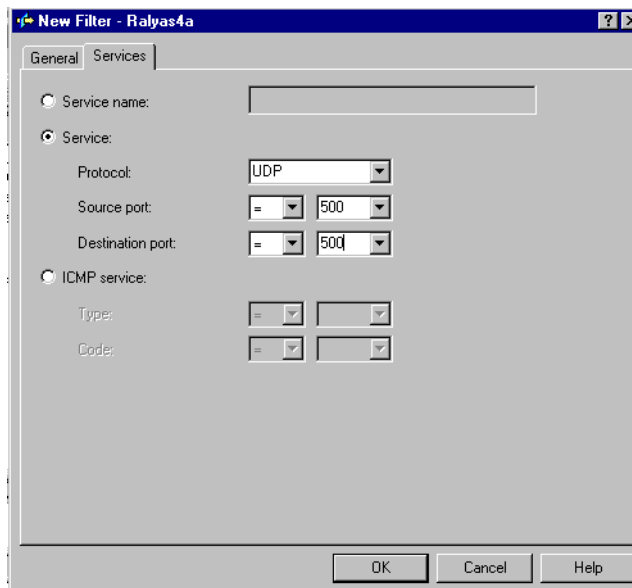 New Filter - Ralyas4a
General Services
Service name:
Service:
Protocol: UDP
Source port: = 500
Destination port: = 500
ICMP service:
Type: =
Code: =
OK Cancel Help